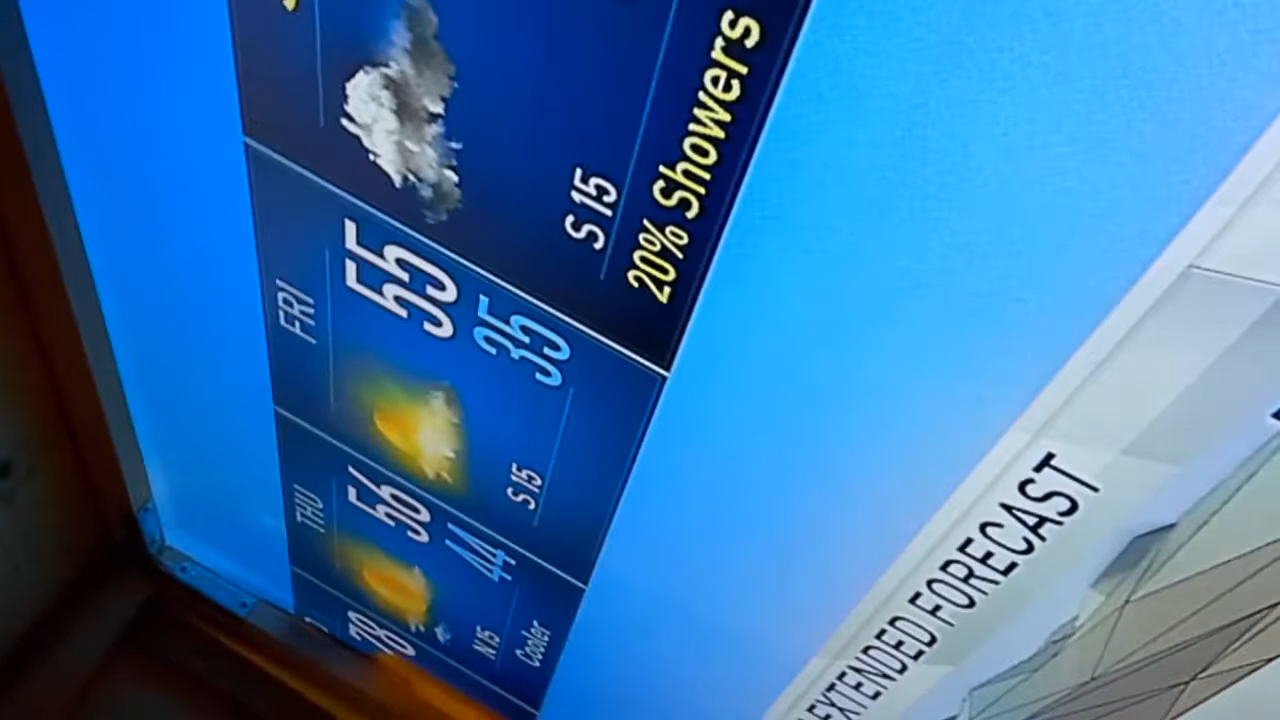 EXTENDED FORECAST
78
THU
56
44
N 15
Cooler
FRI
55
35
S 15
S 15
20% Showers